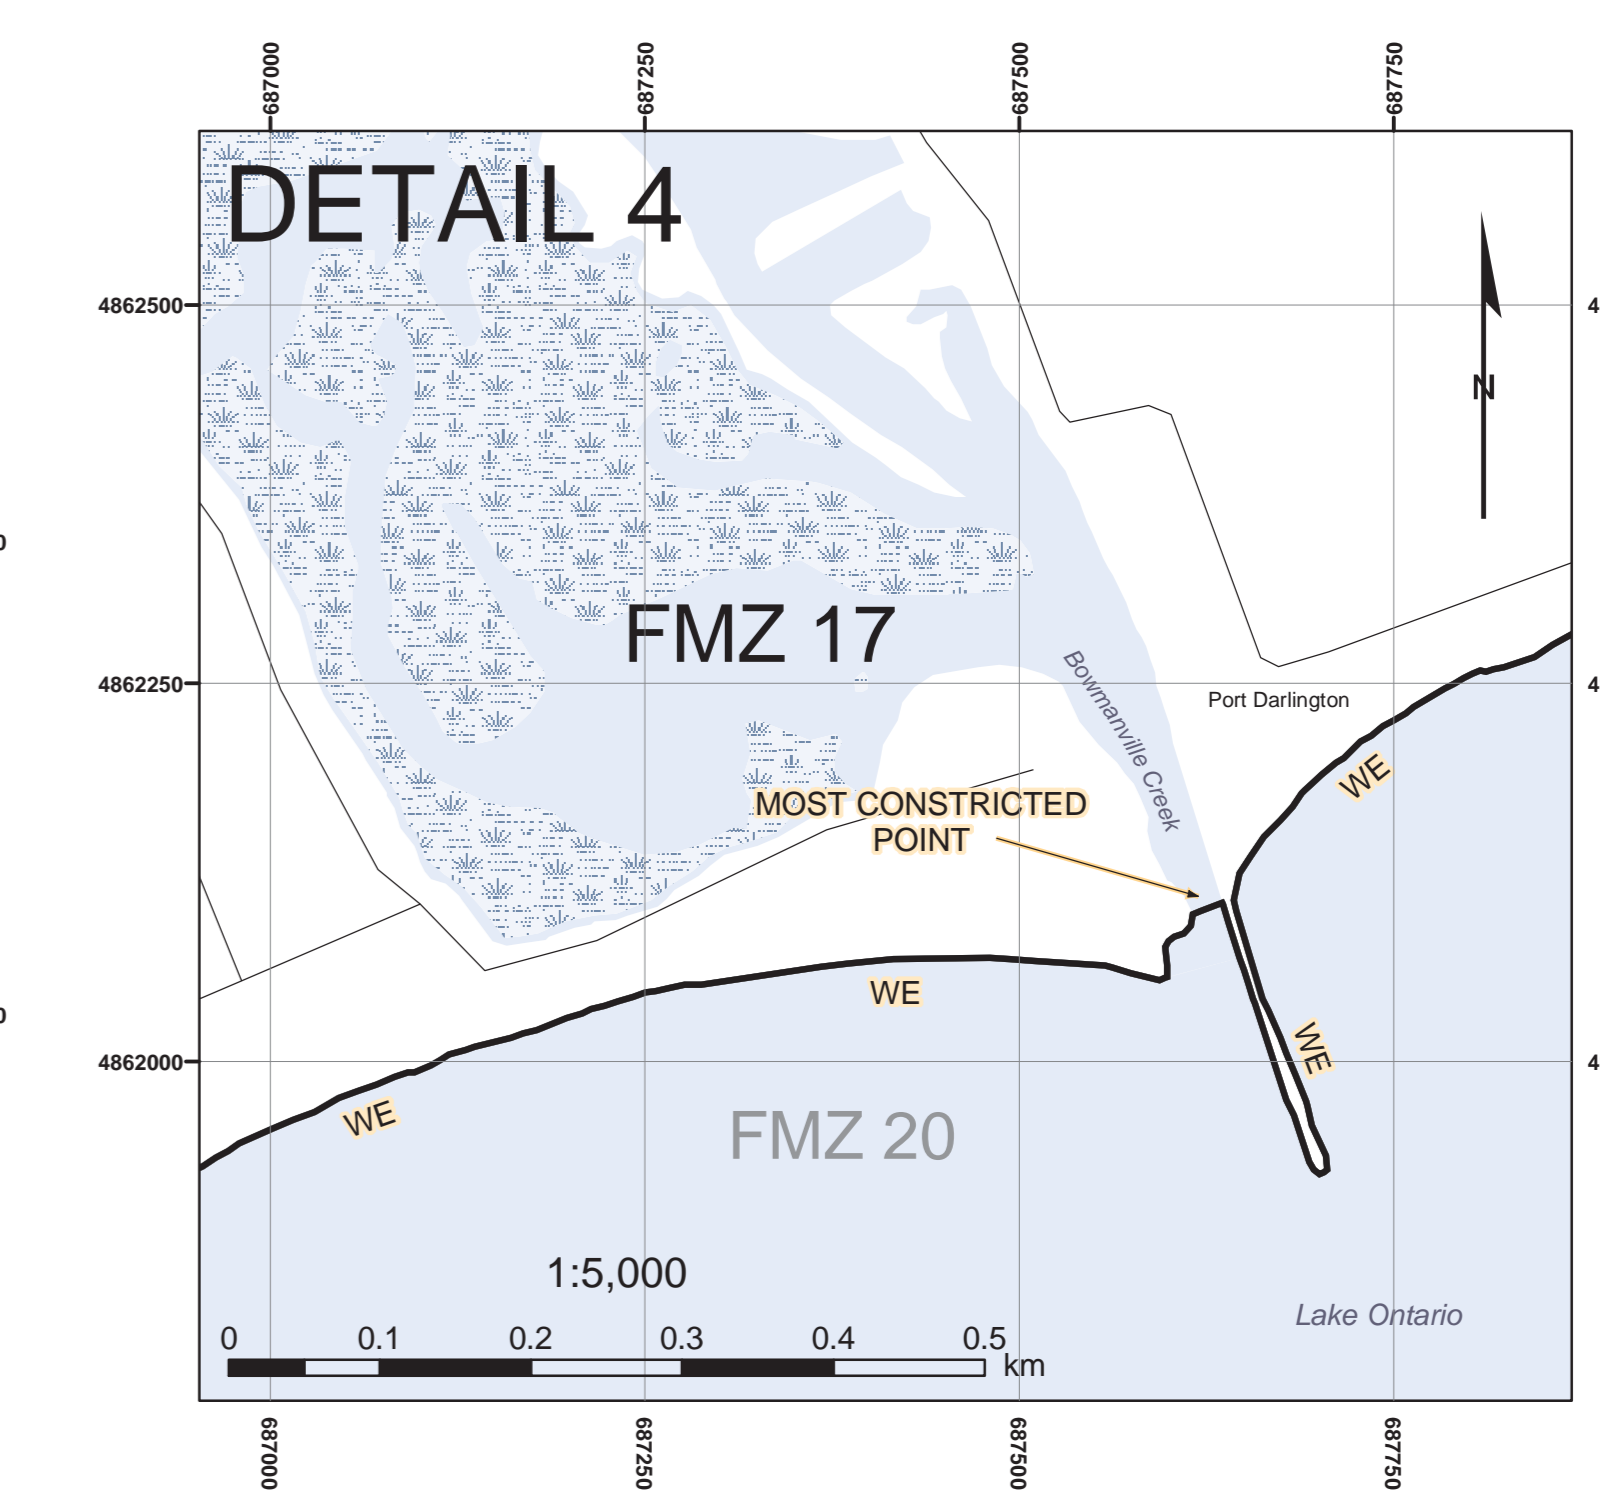 687000 687250 687500 687750
DETAIL 4
4862500 4
N
0
FMZ 17
4862250 4
Bowmanville Creek
Port Darlington
WE
MOST CONSTRICTED
POINT
WE
0
WE
4862000 4
WE
FMZ 20
1:5,000
Lake Ontario
0 0.1 0.2 0.3 0.4 0.5
km
687000 687250 687500 687750